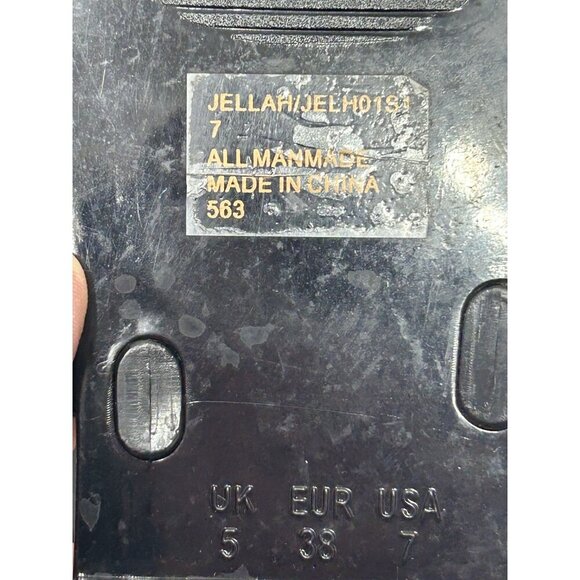 JELLAH/JELH01S1
7
ALL MANMADE
MADE IN CHINA
563
UK EUR USA
5 38 7